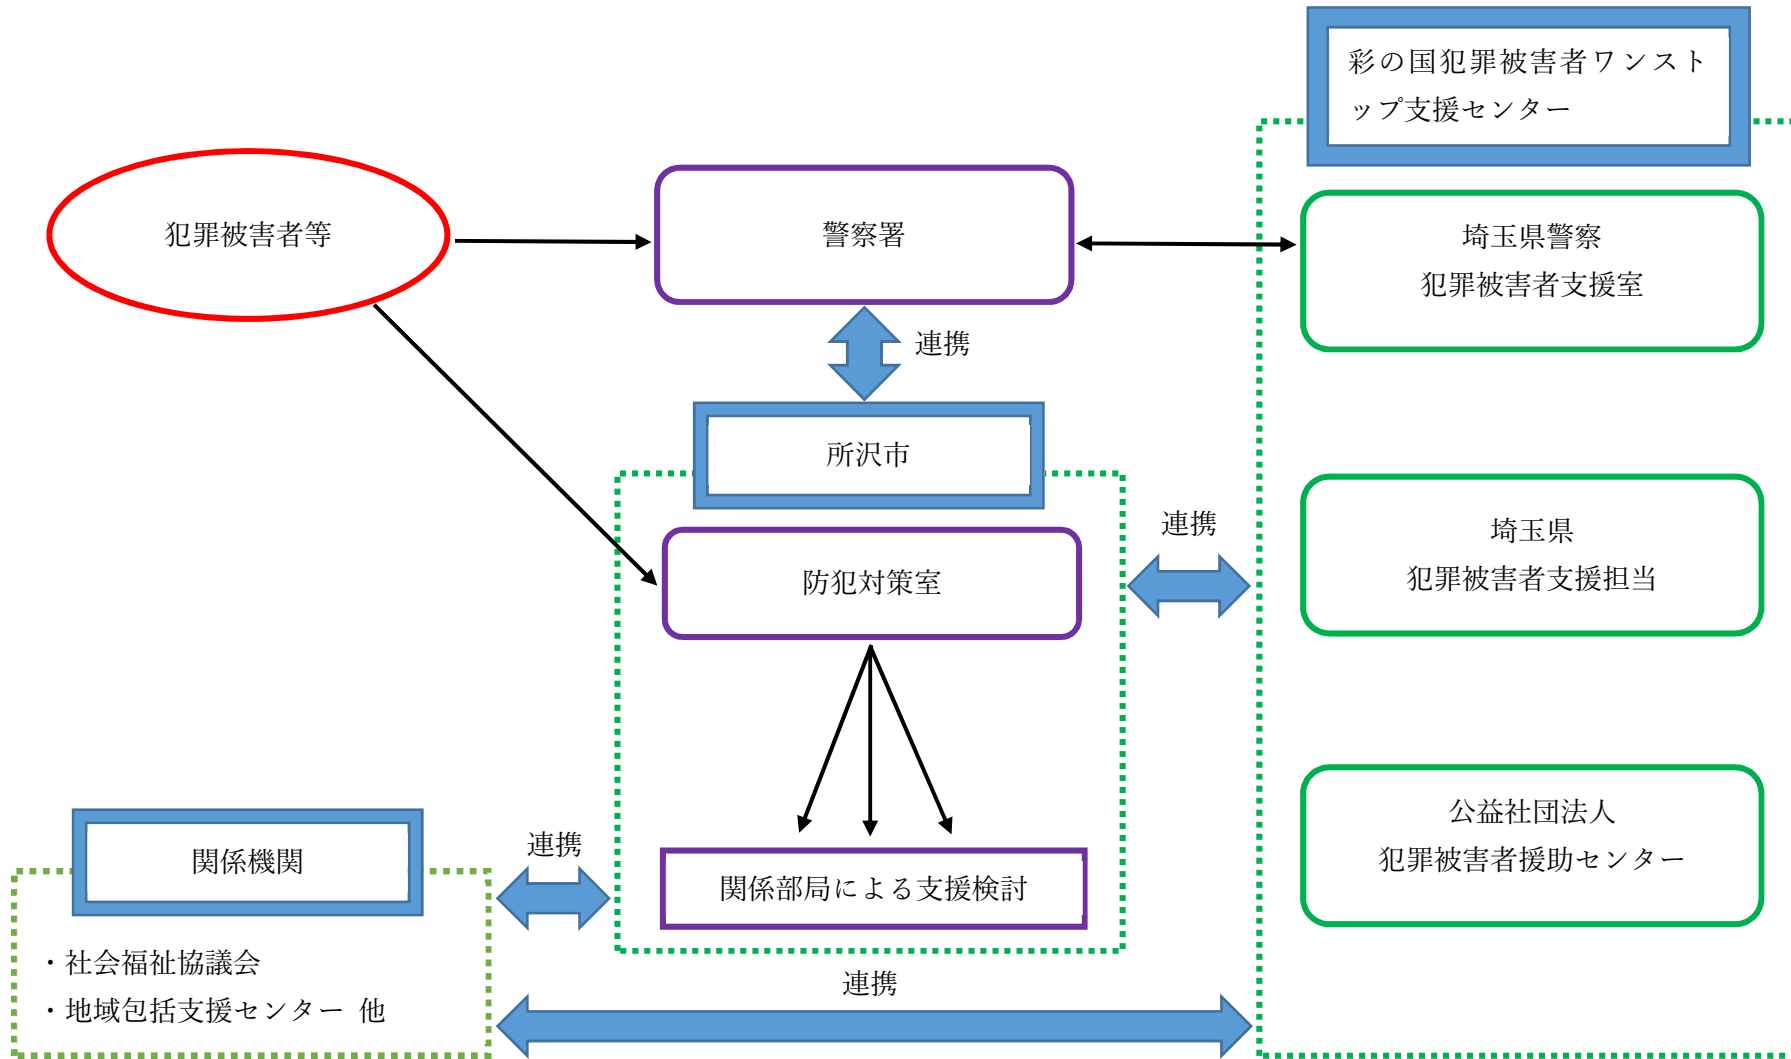 彩の国犯罪被害者ワンスト
ップ支援センター
犯罪被害者等
警察署
埼玉県警察
犯罪被害者支援室
連携
所沢市
連携
防犯対策室
埼玉県
犯罪被害者支援担当
公益社団法人
犯罪被害者援助センター
連携
関係機関
関係部局による支援検討
・社会福祉協議会
・地域包括支援センター 他
連携